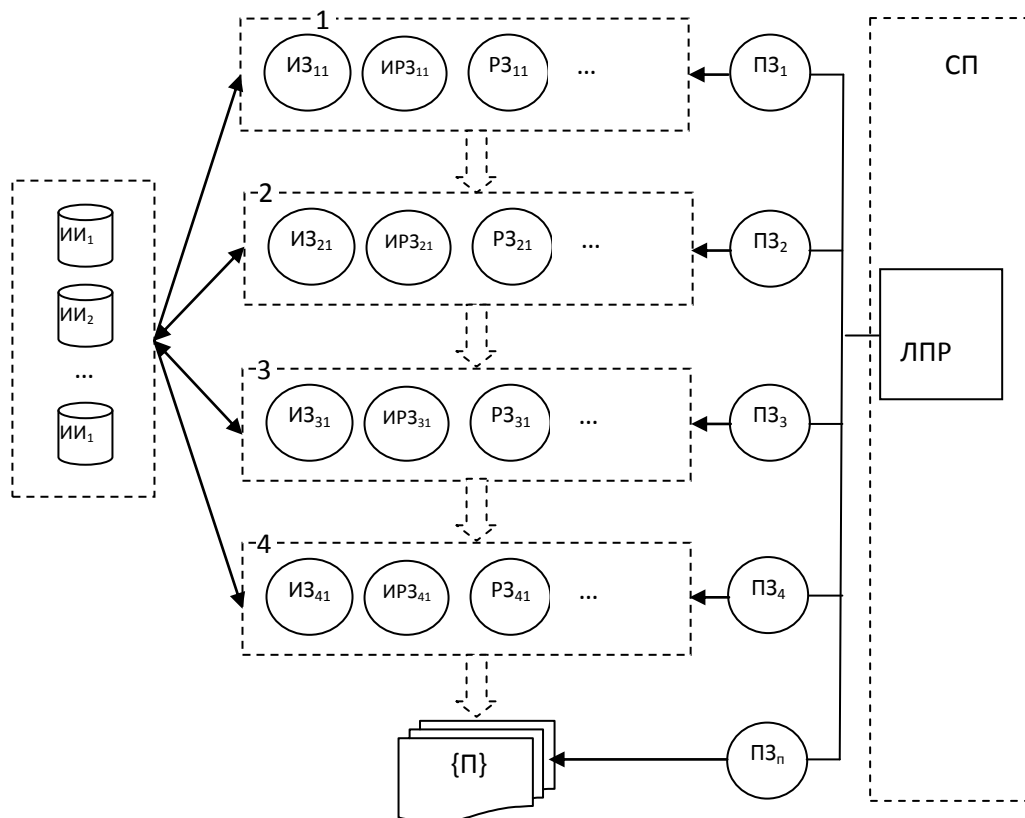 1
ИЗ₁₁ ИРЗ₁₁ РЗ₁₁ ... ПЗ₁
СП
2
ИИ₁
ИЗ₂₁ ИРЗ₂₁ РЗ₂₁ ... ПЗ₂
ИИ₂
ЛПР
...
3
ИИ₁
ИЗ₃₁ ИРЗ₃₁ РЗ₃₁ ... ПЗ₃
4
ИЗ₄₁ ИРЗ₄₁ РЗ₄₁ ... ПЗ₄
{П} ПЗп